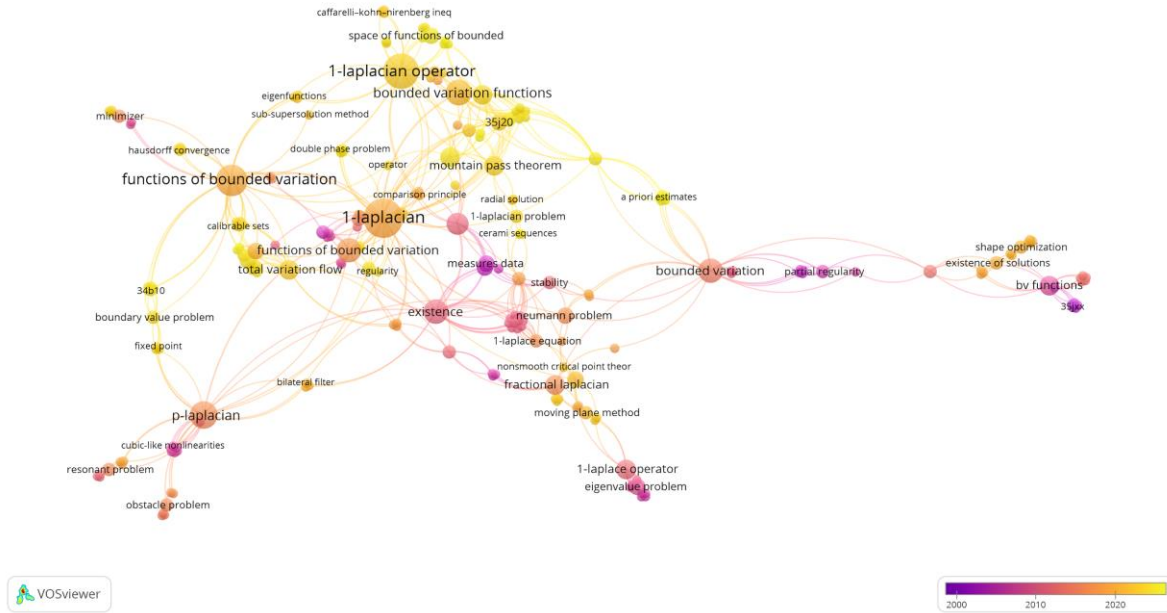 caffarelli–kohn–nirenberg ineq
space of functions of bounded
1-laplacian operator
bounded variation functions
eigenfunctions
sub-supersolution method
minimizer
35j20
hausdorff convergence
double phase problem
operator
mountain pass theorem
functions of bounded variation
comparison principle
radial solution
a priori estimates
1-laplacian
1-laplacian problem
calibrable sets
cerami sequences
functions of bounded variation
shape optimization
total variation flow
regularity
measures data
bounded variation
partial regularity
existence of solutions
stability
bv functions
34b10
35jxx
existence
neumann problem
boundary value problem
1-laplace equation
fixed point
nonsmooth critical point theor
bilateral filter
fractional laplacian
p-laplacian
moving plane method
cubic-like nonlinearities
resonant problem
1-laplace operator
eigenvalue problem
obstacle problem
VOSviewer
2000 2010 2020